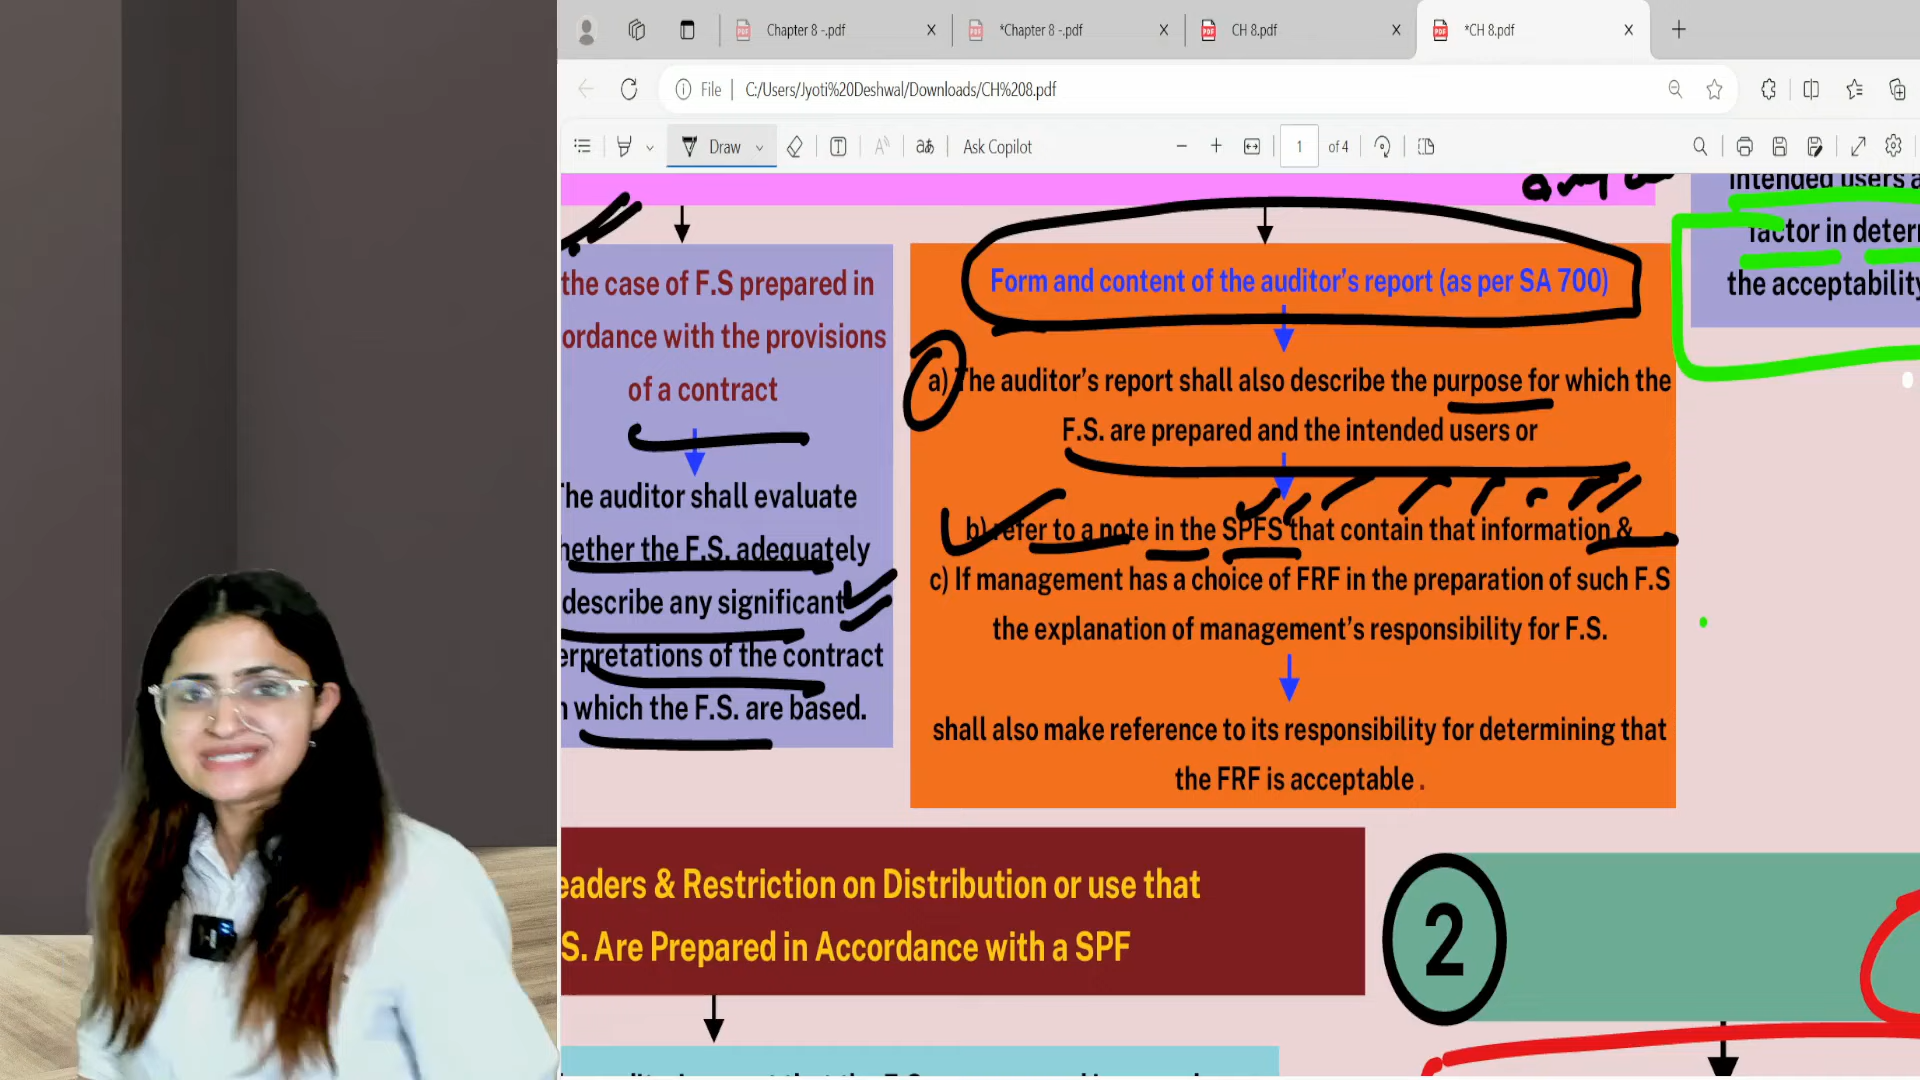 Chapter 8 -.pdf
*Chapter 8 -.pdf
CH 8.pdf
*CH 8.pdf
File
C:/Users/Jyoti%20Deshwal/Downloads/CH%208.pdf
Draw
Ask Copilot
1 of 4
the case of F.S prepared in
ordance with the provisions
of a contract
The auditor shall evaluate
hether the F.S. adequately
describe any significant
erpretations of the contract
n which the F.S. are based.
Form and content of the auditor's report (as per SA 700)
a) The auditor's report shall also describe the purpose for which the
F.S. are prepared and the intended users or
b) refer to a note in the SPFS that contain that information &
c) If management has a choice of FRF in the preparation of such F.S
the explanation of management's responsibility for F.S.
shall also make reference to its responsibility for determining that
the FRF is acceptable .
intended users a
factor in deter
the acceptability
eaders & Restriction on Distribution or use that
S. Are Prepared in Accordance with a SPF
2